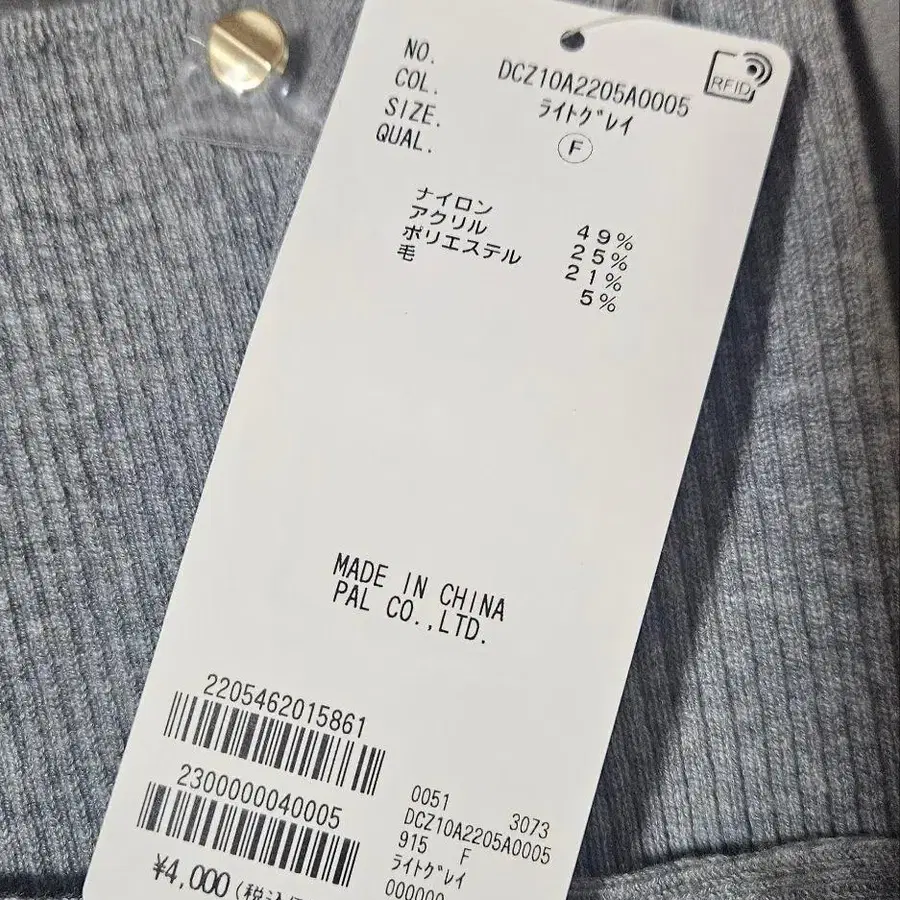 RFID
NO. DCZ10A2205A0005
COL. ﾗｲﾄｸﾞﾚｲ
SIZE. F
QUAL.
ナイロン 49%
アクリル 25%
ポリエステル 21%
毛 5%
MADE IN CHINA
PAL CO.,LTD.
2205462015861
2300000040005
¥4,000(税込
0051 3073
DCZ10A2205A0005
915 F
ﾗｲﾄｸﾞﾚｲ